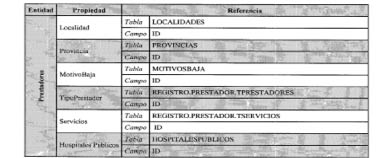 Entidad Propiedad Referencia
Prestadores
Localidad
Tabla LOCALIDADES
Campo ID
Provincia
Tabla PROVINCIAS
Campo ID
MotivoBaja
Tabla MOTIVOSBAJA
Campo ID
TipoPrestador
Tabla REGISTRO.PRESTADOR.TPRESTADORES
Campo ID
Servicios
Tabla REGISTRO.PRESTADOR.TSERVICIOS
Campo ID
Hospitales Publicos
Tabla HOSPITALESPUBLICOS
Campo ID